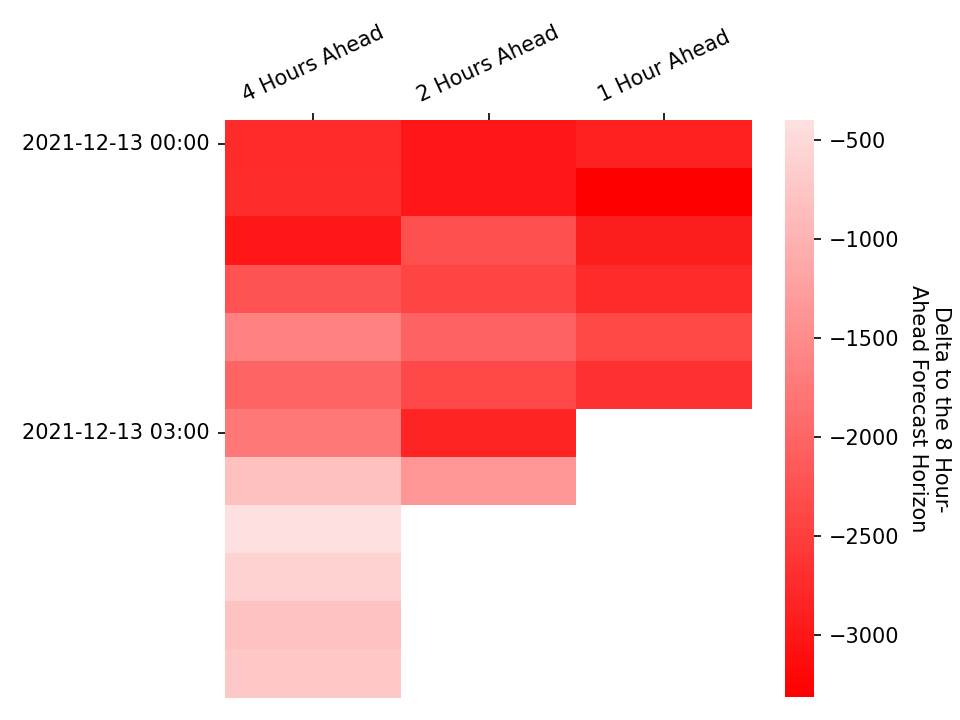 4 Hours Ahead
2 Hours Ahead
1 Hour Ahead
2021-12-13 00:00
2021-12-13 03:00
−500
−1000
−1500
−2000
−2500
−3000
Delta to the 8 Hour-
Ahead Forecast Horizon